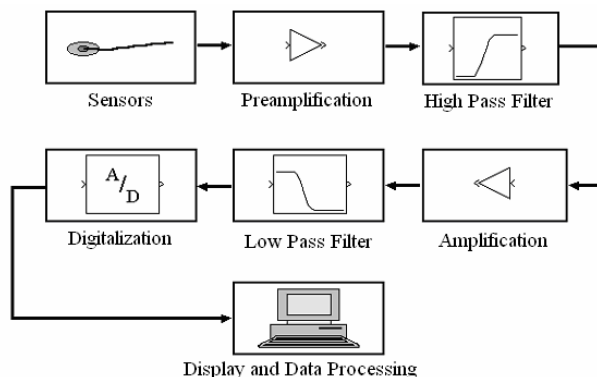 Sensors
Preamplification
High Pass Filter
A/D
Digitalization
Low Pass Filter
Amplification
Display and Data Processing